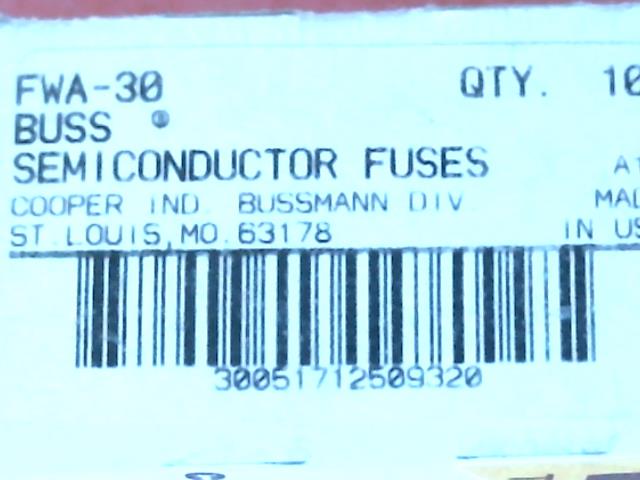 FWA-30 QTY. 10
BUSS ®
SEMICONDUCTOR FUSES
COOPER IND. BUSSMANN DIV
ST. LOUIS, MO. 63178 IN US
30051712509320